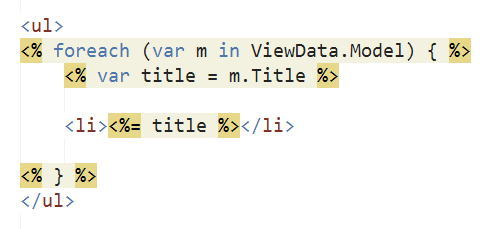 <ul>
<% foreach (var m in ViewData.Model) { %>
<% var title = m.Title %>
<li><%= title %></li>
<% } %>
</ul>